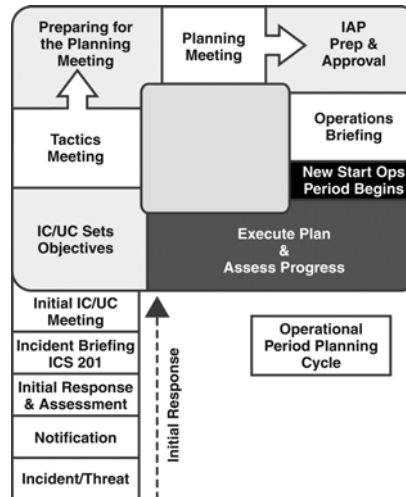 Preparing for
the Planning
Meeting
Planning
Meeting
IAP
Prep &
Approval
Tactics
Meeting
Operations
Briefing
New Start Ops
Period Begins
IC/UC Sets
Objectives
Execute Plan
&
Assess Progress
Initial IC/UC
Meeting
Incident Briefing
ICS 201
Initial Response
& Assessment
Notification
Incident/Threat
Initial Response
Operational
Period Planning
Cycle